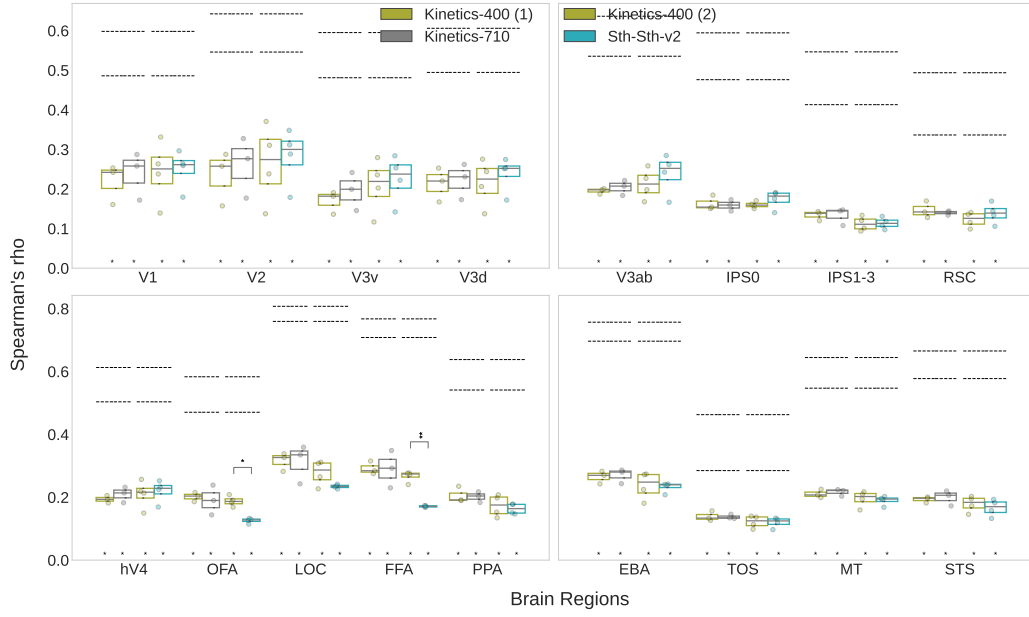 Spearman's rho
0.6
0.5
0.4
0.3
0.2
0.1
0.0
Kinetics-400 (1)
Kinetics-710
Kinetics-400 (2)
Sth-Sth-v2
V1 V2 V3v V3d
V3ab IPS0 IPS1-3 RSC
0.8
0.6
0.4
0.2
0.0
hV4 OFA LOC FFA PPA
EBA TOS MT STS
Brain Regions